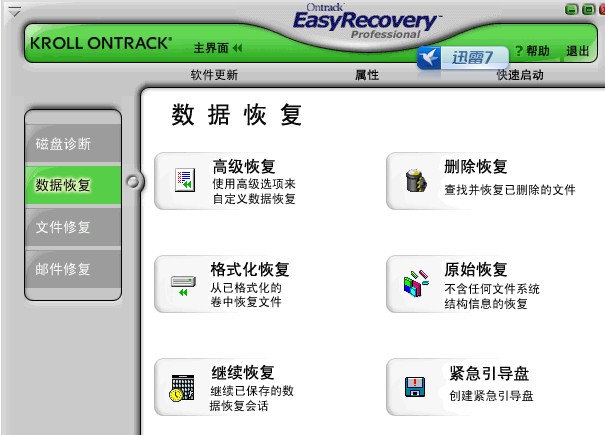 Ontrack
EasyRecovery™
Professional
KROLL ONTRACK®
主界面
迅雷7
?帮助
退出
软件更新
属性
快速启动
数据恢复
磁盘诊断
数据恢复
文件修复
邮件修复
高级恢复
使用高级选项来
自定义数据恢复
删除恢复
查找并恢复已删除的文件
格式化恢复
从已格式化的
卷中恢复文件
原始恢复
不含任何文件系统
结构信息的恢复
继续恢复
继续已保存的数
据恢复会话
紧急引导盘
创建紧急引导盘